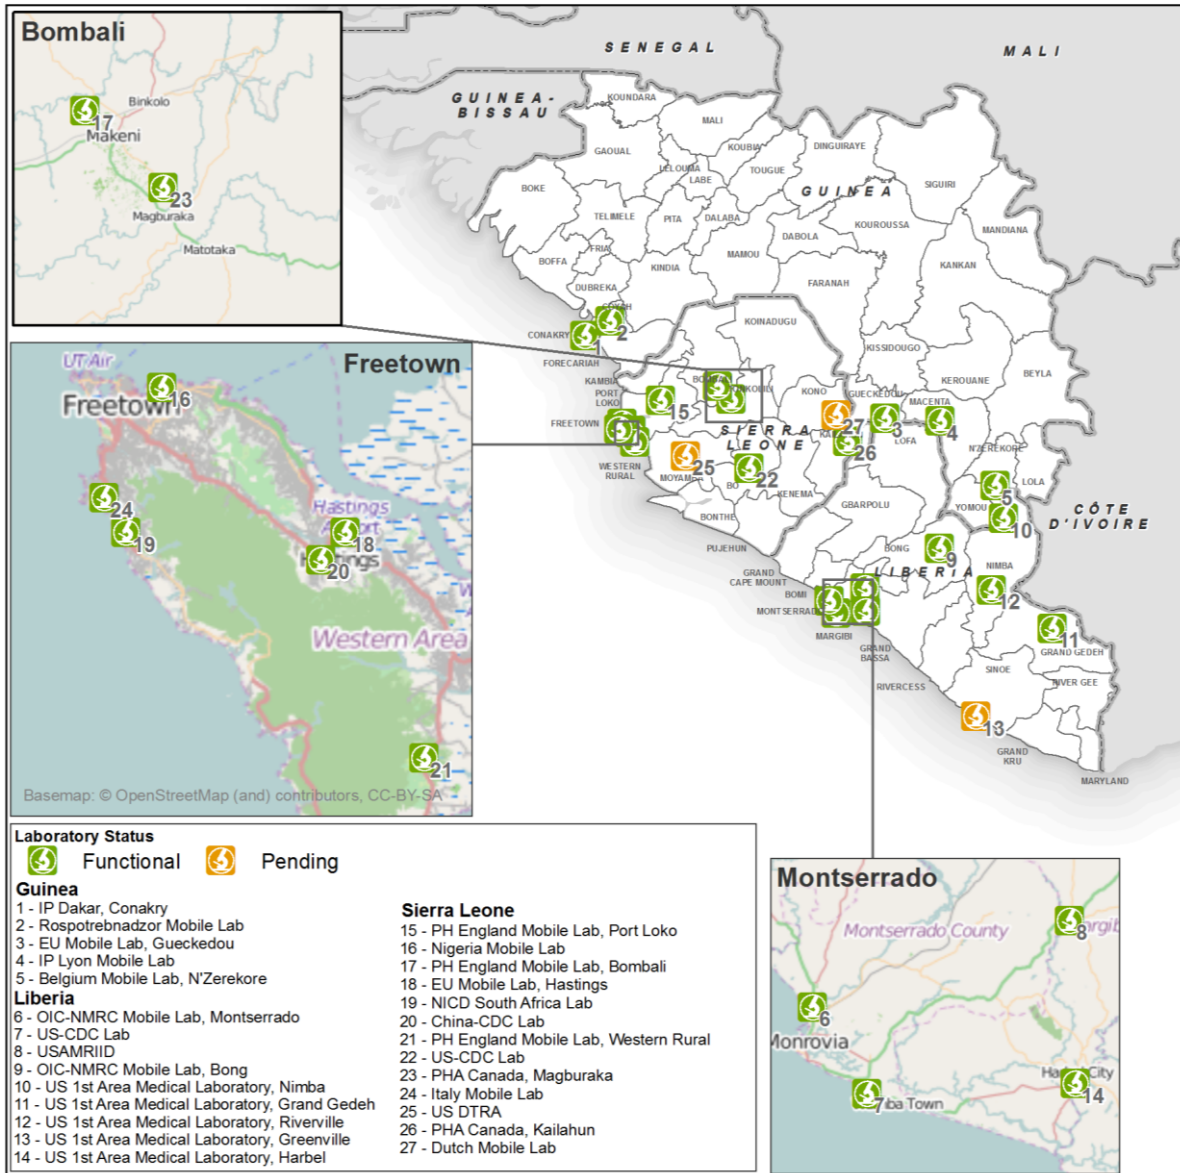 Bombali
Binkolo
17
Makeni
23
Magburaka
Matotaka
SENEGAL
MALI
GUINEA-
BISSAU
KOUNDARA
MALI
GAOUAL
KOUBIA
DINGUIRAYE
LELOUMA
TOUGUE
LABE
SIGUIRI
BOKE
GUINEA
TELIMELE
PITA
DALABA
KOUROUSSA
MANDIANA
DABOLA
FRIA
BOFFA
KINDIA
MAMOU
KANKAN
FARANAH
DUBREKA
CONAKRY
1
2
KOINADUGU
FORECARIAH
KISSIDOUGO
BEYLA
KAMBIA
KEROUANE
PORT
LOKO
15
KONO
GUECKEDOU
MACENTA
27
3
4
FREETOWN
SIERRA
LEONE
LOFA
26
WESTERN
RURAL
25
22
N'ZEREKORE
LOLA
MOYAMBA
BO
KENEMA
5
YOMOU
10
CÔTE
D'IVOIRE
BONTHE
GBARPOLU
PUJEHUN
BONG
9
NIMBA
GRAND
CAPE MOUNT
LIBERIA
BOMI
12
MONTSERRADO
MARGIBI
11
GRAND
BASSA
GRAND GEDEH
SINOE
RIVERCESS
RIVER GEE
13
GRAND
KRU
MARYLAND
UT Air
Freetown
16
Freetown
24
19
Hastings
18
20
Hastings
Western Area
21
Basemap: © OpenStreetMap (and) contributors, CC-BY-SA
Laboratory Status
Functional Pending
Guinea
1 - IP Dakar, Conakry
2 - Rospotrebnadzor Mobile Lab
3 - EU Mobile Lab, Gueckedou
4 - IP Lyon Mobile Lab
5 - Belgium Mobile Lab, N'Zerekore
Liberia
6 - OIC-NMRC Mobile Lab, Montserrado
7 - US-CDC Lab
8 - USAMRIID
9 - OIC-NMRC Mobile Lab, Bong
10 - US 1st Area Medical Laboratory, Nimba
11 - US 1st Area Medical Laboratory, Grand Gedeh
12 - US 1st Area Medical Laboratory, Riverville
13 - US 1st Area Medical Laboratory, Greenville
14 - US 1st Area Medical Laboratory, Harbel
Sierra Leone
15 - PH England Mobile Lab, Port Loko
16 - Nigeria Mobile Lab
17 - PH England Mobile Lab, Bombali
18 - EU Mobile Lab, Hastings
19 - NICD South Africa Lab
20 - China-CDC Lab
21 - PH England Mobile Lab, Western Rural
22 - US-CDC Lab
23 - PHA Canada, Magburaka
24 - Italy Mobile Lab
25 - US DTRA
26 - PHA Canada, Kailahun
27 - Dutch Mobile Lab
Montserrado
Montserrado County
8
6
Monrovia
7
14